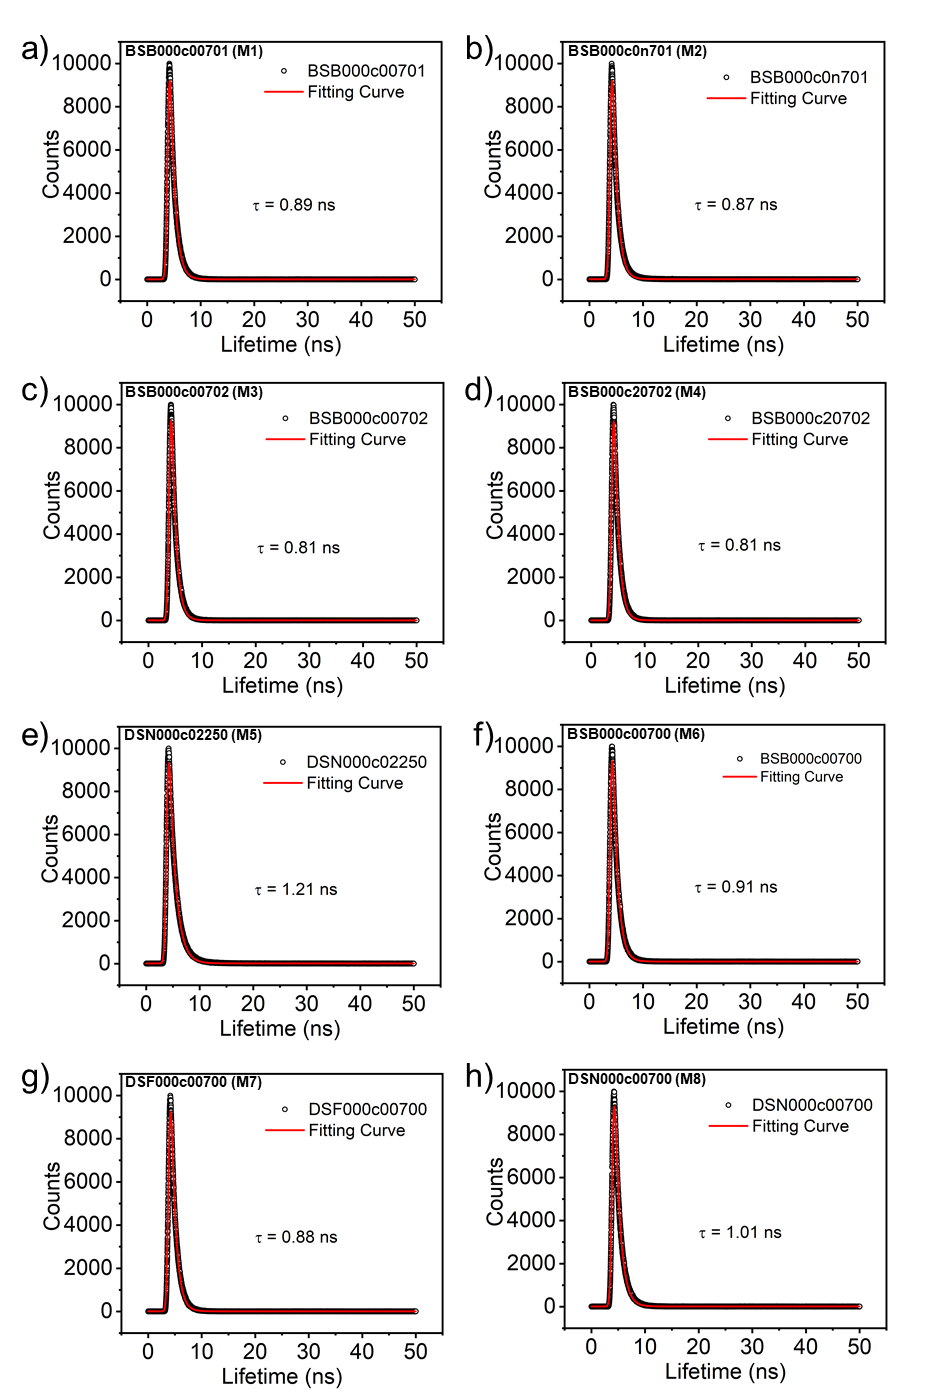 a)
BSB000c00701 (M1)
BSB000c00701
Fitting Curve
τ = 0.89 ns
Counts
10000
8000
6000
4000
2000
0
0 10 20 30 40 50
Lifetime (ns)
b)
BSB000c0n701 (M2)
BSB000c0n701
Fitting Curve
τ = 0.87 ns
Counts
10000
8000
6000
4000
2000
0
0 10 20 30 40 50
Lifetime (ns)
c)
BSB000c00702 (M3)
BSB000c00702
Fitting Curve
τ = 0.81 ns
Counts
10000
8000
6000
4000
2000
0
0 10 20 30 40 50
Lifetime (ns)
d)
BSB000c20702 (M4)
BSB000c20702
Fitting Curve
τ = 0.81 ns
Counts
10000
8000
6000
4000
2000
0
0 10 20 30 40 50
Lifetime (ns)
e)
DSN000c02250 (M5)
DSN000c02250
Fitting Curve
τ = 1.21 ns
Counts
10000
8000
6000
4000
2000
0
0 10 20 30 40 50
Lifetime (ns)
f)
BSB000c00700 (M6)
BSB000c00700
Fitting Curve
τ = 0.91 ns
Counts
10000
8000
6000
4000
2000
0
0 10 20 30 40 50
Lifetime (ns)
g)
DSF000c00700 (M7)
DSF000c00700
Fitting Curve
τ = 0.88 ns
Counts
10000
8000
6000
4000
2000
0
0 10 20 30 40 50
Lifetime (ns)
h)
DSN000c00700 (M8)
DSN000c00700
Fitting Curve
τ = 1.01 ns
Counts
10000
8000
6000
4000
2000
0
0 10 20 30 40 50
Lifetime (ns)